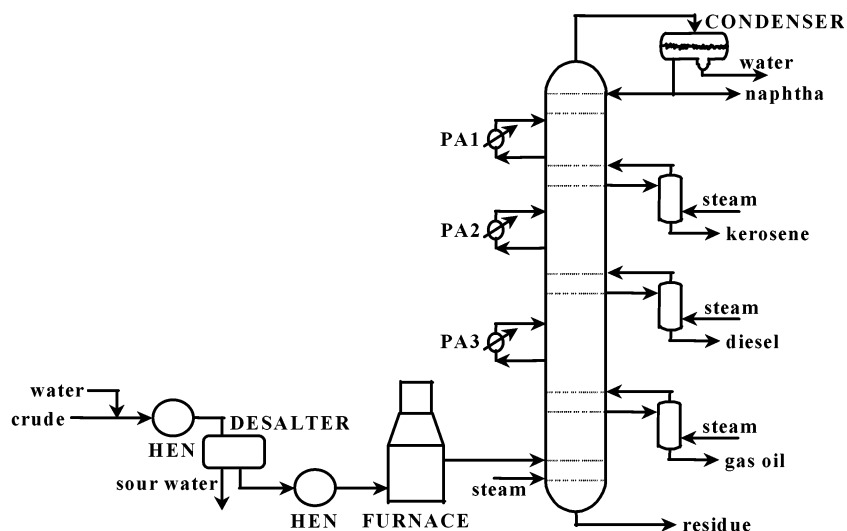 CONDENSER
water
naphtha
PA1
steam
kerosene
PA2
steam
diesel
PA3
water
crude
HEN
DESALTER
sour water
HEN
FURNACE
steam
steam
gas oil
residue